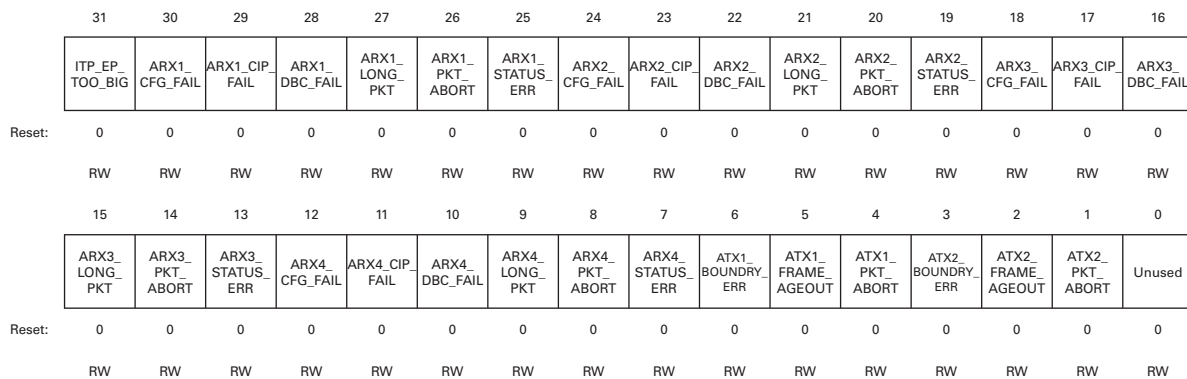 31 30 29 28 27 26 25 24 23 22 21 20 19 18 17 16
ITP_EP_ TOO_BIG ARX1_ CFG_FAIL ARX1_CIP_ FAIL ARX1_ DBC_FAIL ARX1_ LONG_ PKT ARX1_ PKT_ ABORT ARX1_ STATUS_ ERR ARX2_ CFG_FAIL ARX2_CIP_ FAIL ARX2_ DBC_FAIL ARX2_ LONG_ PKT ARX2_ PKT_ ABORT ARX2_ STATUS_ ERR ARX3_ CFG_FAIL ARX3_CIP_ FAIL ARX3_ DBC_FAIL
Reset: 0 0 0 0 0 0 0 0 0 0 0 0 0 0 0 0
RW RW RW RW RW RW RW RW RW RW RW RW RW RW RW RW
15 14 13 12 11 10 9 8 7 6 5 4 3 2 1 0
ARX3_ LONG_ PKT ARX3_ PKT_ ABORT ARX3_ STATUS_ ERR ARX4_ CFG_FAIL ARX4_CIP_ FAIL ARX4_ DBC_FAIL ARX4_ LONG_ PKT ARX4_ PKT_ ABORT ARX4_ STATUS_ ERR ATX1_ BOUNDRY_ ERR ATX1_ FRAME_ AGEOUT ATX1_ PKT_ ABORT ATX2_ BOUNDRY_ ERR ATX2_ FRAME_ AGEOUT ATX2_ PKT_ ABORT Unused
Reset: 0 0 0 0 0 0 0 0 0 0 0 0 0 0 0 0
RW RW RW RW RW RW RW RW RW RW RW RW RW RW RW RW